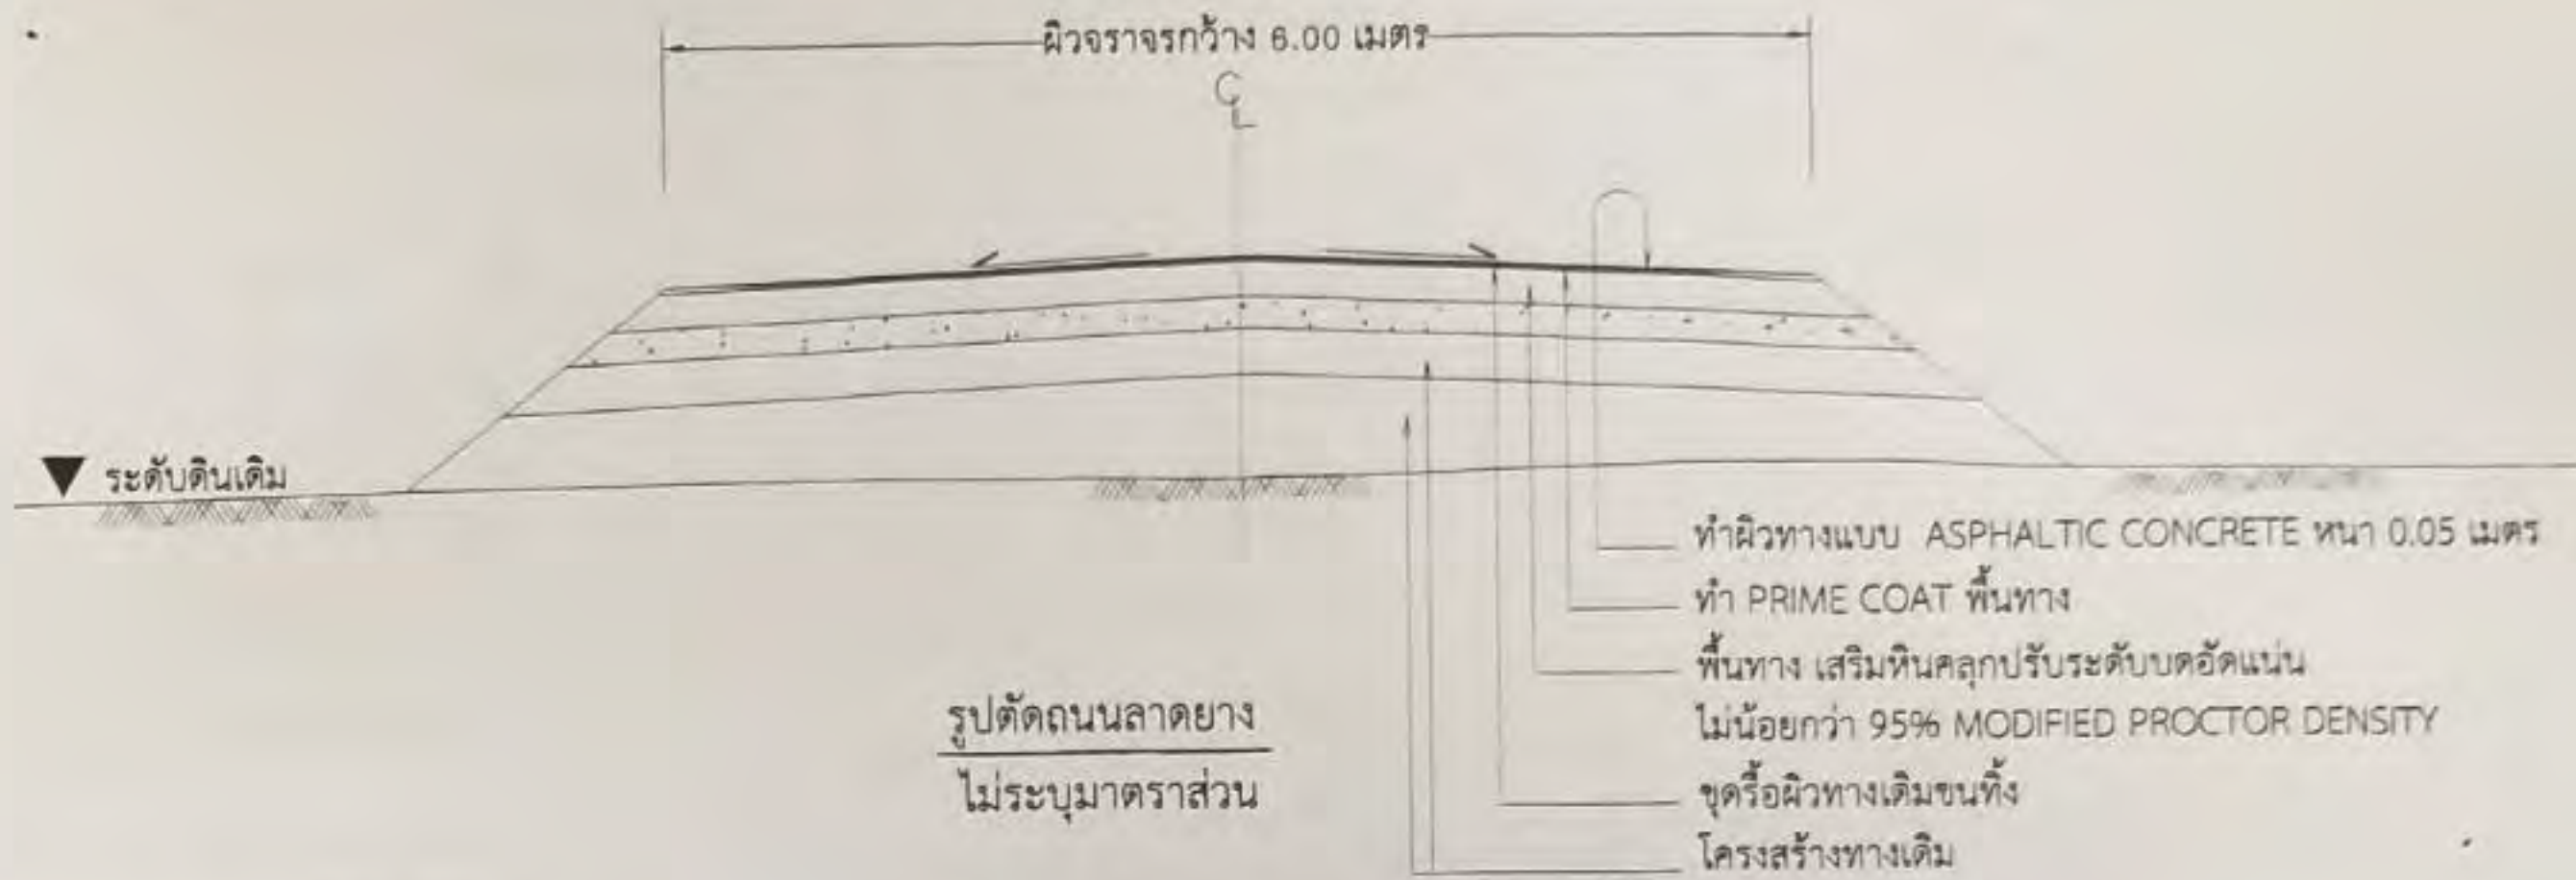 ผิวจราจรกว้าง 6.00 เมตร
CL
ระดับดินเดิม
ทำผิวทางแบบ ASPHALTIC CONCRETE หนา 0.05 เมตร
ทำ PRIME COAT พื้นทาง
พื้นทาง เสริมหินคลุกปรับระดับบดอัดแน่น
ไม่น้อยกว่า 95% MODIFIED PROCTOR DENSITY
ขุดรื้อผิวทางเดิมขนทิ้ง
โครงสร้างทางเดิม
รูปตัดถนนลาดยาง
ไม่ระบุมาตราส่วน